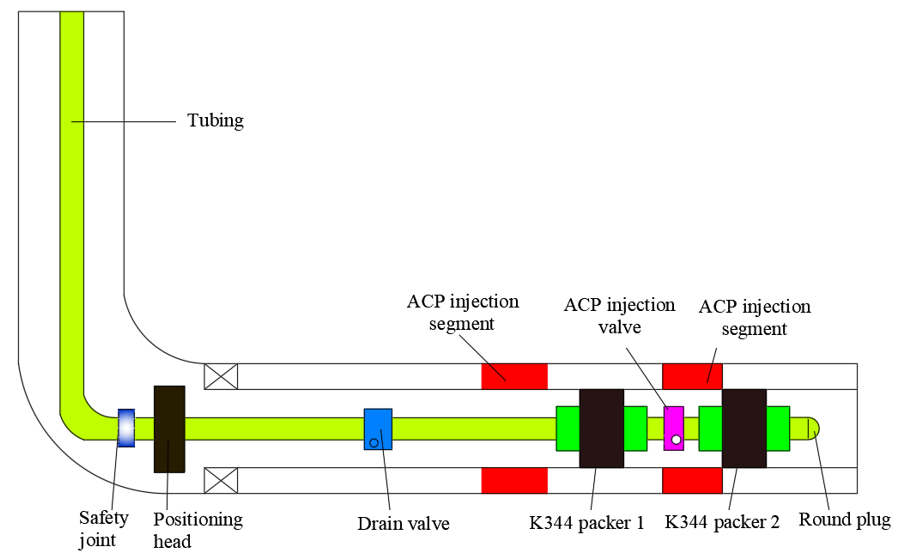 Tubing
ACP injection
segment
ACP injection
valve
ACP injection
segment
Safety
joint
Positioning
head
Drain valve
K344 packer 1
K344 packer 2
Round plug